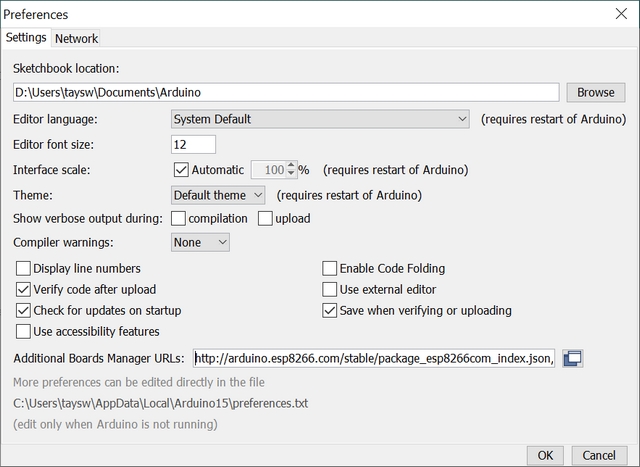 Preferences
Settings Network
Sketchbook location:
D:\Users\taysw\Documents\Arduino Browse
Editor language: System Default (requires restart of Arduino)
Editor font size: 12
Interface scale: Automatic 100 % (requires restart of Arduino)
Theme: Default theme (requires restart of Arduino)
Show verbose output during: compilation upload
Compiler warnings: None
Display line numbers Enable Code Folding
Verify code after upload Use external editor
Check for updates on startup Save when verifying or uploading
Use accessibility features
Additional Boards Manager URLs: http://arduino.esp8266.com/stable/package_esp8266com_index.json,
More preferences can be edited directly in the file
C:\Users\taysw\AppData\Local\Arduino15\preferences.txt
(edit only when Arduino is not running)
OK Cancel